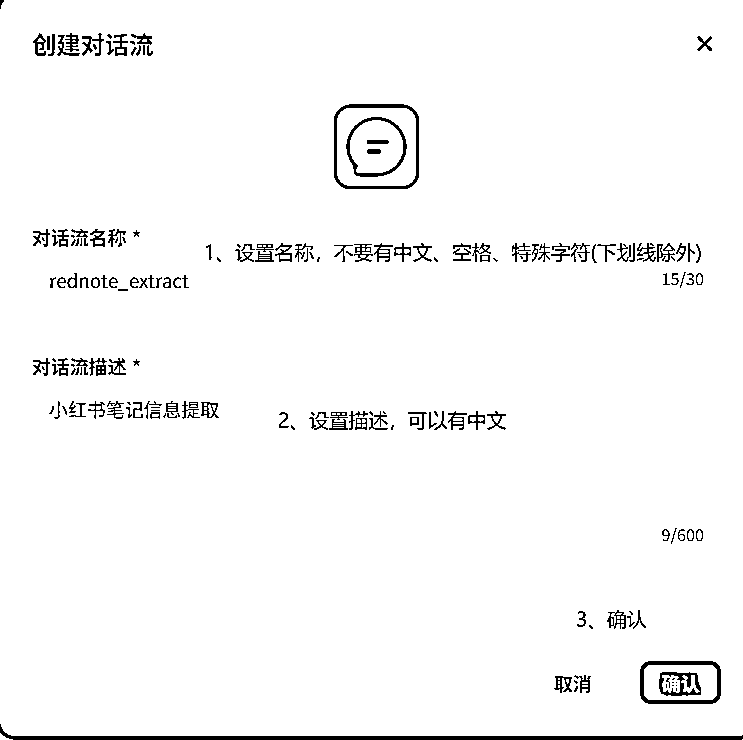 创建对话流
对话流名称 *
1、设置名称，不要有中文、空格、特殊字符(下划线除外)
rednote_extract
15/30
对话流描述 *
小红书笔记信息提取
2、设置描述，可以有中文
9/600
3、确认
取消
确认